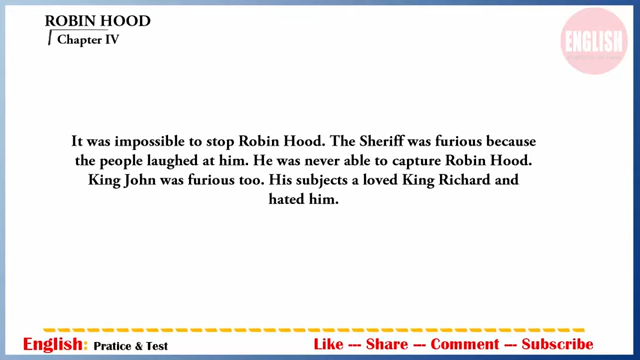 ROBIN HOOD
Chapter IV
ENGLISH
It was impossible to stop Robin Hood. The Sheriff was furious because
the people laughed at him. He was never able to capture Robin Hood.
King John was furious too. His subjects a loved King Richard and
hated him.
English: Pratice & Test
Like --- Share --- Comment --- Subscribe